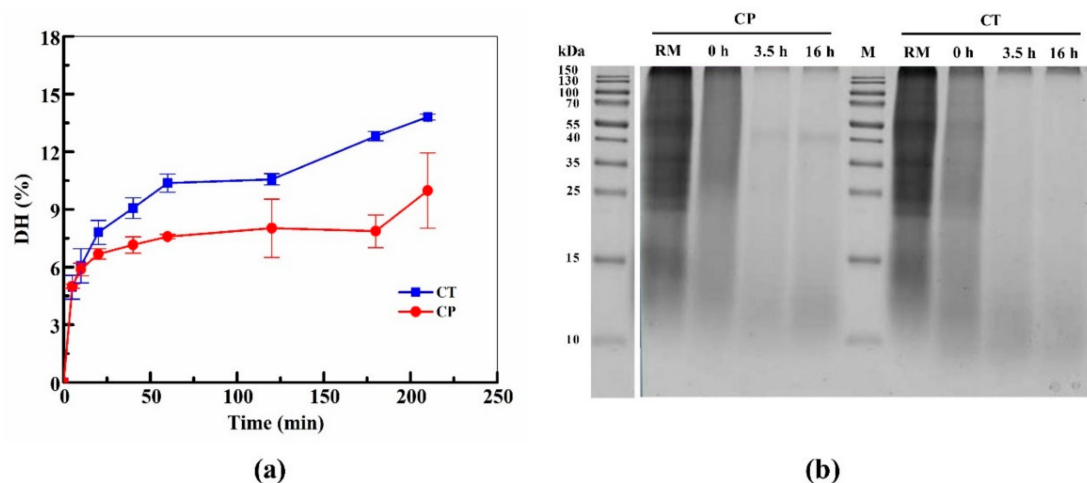 18
15
12
9
6
3
0
DH (%)
0 50 100 150 200 250
Time (min)
CT
CP
(a)
CP CT
kDa RM 0 h 3.5 h 16 h M RM 0 h 3.5 h 16 h
150
130
100
70
55
40
35
25
15
10
(b)